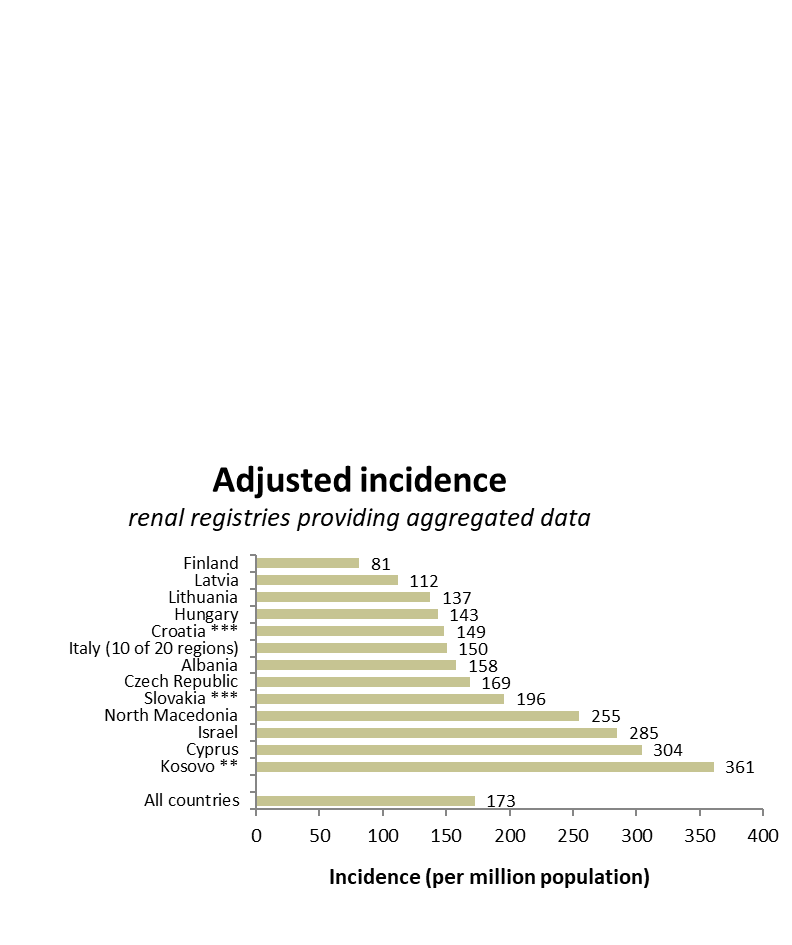 Adjusted incidence
renal registries providing aggregated data
Finland 81
Latvia 112
Lithuania 137
Hungary 143
Croatia *** 149
Italy (10 of 20 regions) 150
Albania 158
Czech Republic 169
Slovakia *** 196
North Macedonia 255
Israel 285
Cyprus 304
Kosovo ** 361
All countries 173
0 50 100 150 200 250 300 350 400
Incidence (per million population)